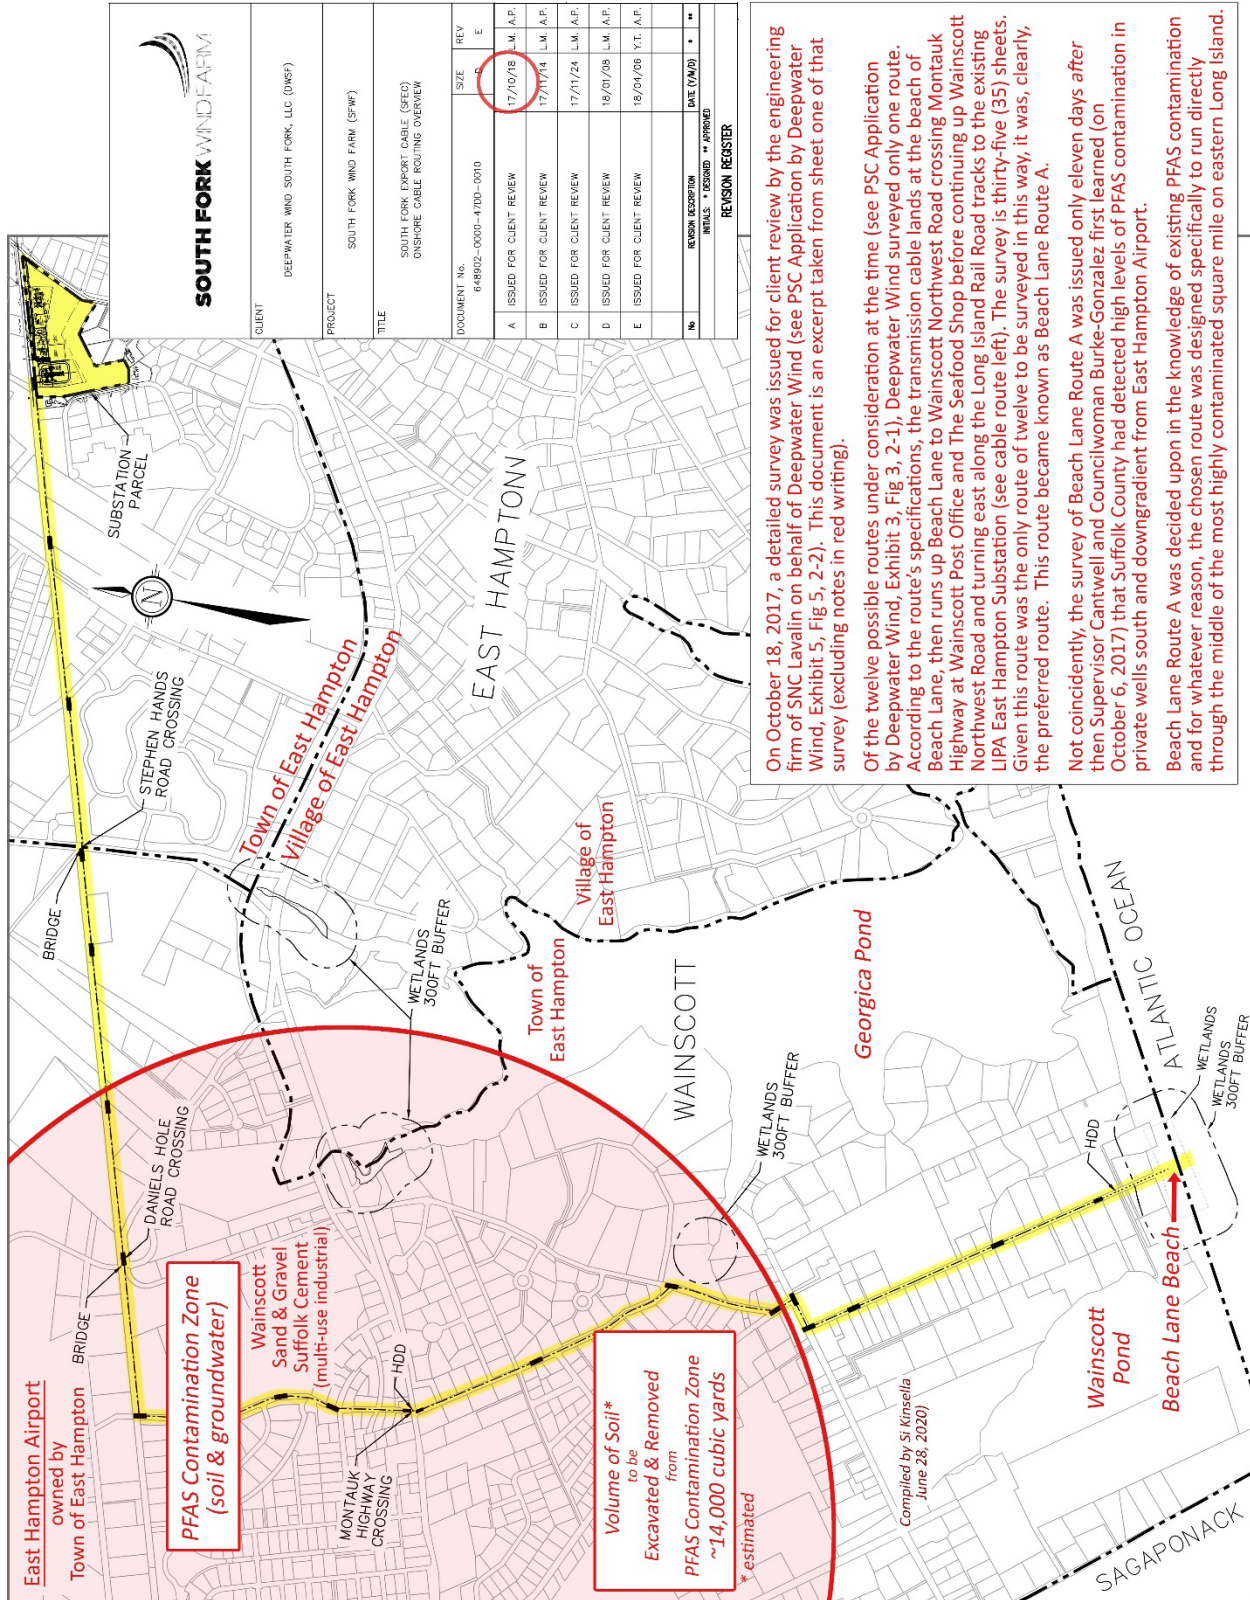 SOUTH FORK WINDFARM
CLIENT
DEEPWATER WIND SOUTH FORK, LLC (DWSF)
PROJECT
SOUTH FORK WIND FARM (SFWF)
TITLE
SOUTH FORK EXPORT CABLE (SFEC)
ONSHORE CABLE ROUTING OVERVIEW
DOCUMENT No. SIZE REV
648902-0000-47DD-0010 D E
A ISSUED FOR CLIENT REVIEW 17/10/18 L.M. A.P.
B ISSUED FOR CLIENT REVIEW 17/11/14 L.M. A.P.
C ISSUED FOR CLIENT REVIEW 17/11/24 L.M. A.P.
D ISSUED FOR CLIENT REVIEW 18/01/08 L.M. A.P.
E ISSUED FOR CLIENT REVIEW 18/04/06 Y.T. A.P.
No REVISION DESCRIPTION DATE (Y/M/D) * **
INITIALS: * DESIGNED ** APPROVED
REVISION REGISTER
East Hampton Airport
owned by
Town of East Hampton
BRIDGE
DANIELS HOLE
ROAD CROSSING
BRIDGE
STEPHEN HANDS
ROAD CROSSING
SUBSTATION
PARCEL
N
PFAS Contamination Zone
(soil & groundwater)
Wainscott
Sand & Gravel
Suffolk Cement
(multi-use industrial)
Town of East Hampton
Village of East Hampton
EAST HAMPTON
MONTAUK
HIGHWAY
CROSSING
HDD
WETLANDS
300FT BUFFER
Town of
East Hampton
Village of
East Hampton
WAINSCOTT
Volume of Soil*
to be
Excavated & Removed
from
PFAS Contamination Zone
~14,000 cubic yards
* estimated
WETLANDS
300FT BUFFER
Georgica Pond
Compiled by Si Kinsella
June 28, 2020)
Wainscott
Pond
HDD
Beach Lane Beach
ATLANTIC OCEAN
WETLANDS
WETLANDS
300FT BUFFER
SAGAPONACK
On October 18, 2017, a detailed survey was issued for client review by the engineering
firm of SNC Lavalin on behalf of Deepwater Wind (see PSC Application by Deepwater
Wind, Exhibit 5, Fig 5, 2-2). This document is an excerpt taken from sheet one of that
survey (excluding notes in red writing).
Of the twelve possible routes under consideration at the time (see PSC Application
by Deepwater Wind, Exhibit 3, Fig 3, 2-1), Deepwater Wind surveyed only one route.
According to the route's specifications, the transmission cable lands at the beach of
Beach Lane, then runs up Beach Lane to Wainscott Northwest Road crossing Montauk
Highway at Wainscott Post Office and The Seafood Shop before continuing up Wainscott
Northwest Road and turning east along the Long Island Rail Road tracks to the existing
LIPA East Hampton Substation (see cable route left). The survey is thirty-five (35) sheets.
Given this route was the only route of twelve to be surveyed in this way, it was, clearly,
the preferred route. This route became known as Beach Lane Route A.
Not coincidently, the survey of Beach Lane Route A was issued only eleven days after
then Supervisor Cantwell and Councilwoman Burke-Gonzalez first learned (on
October 6, 2017) that Suffolk County had detected high levels of PFAS contamination in
private wells south and downgradient from East Hampton Airport.
Beach Lane Route A was decided upon in the knowledge of existing PFAS contamination
and for whatever reason, the chosen route was designed specifically to run directly
through the middle of the most highly contaminated square mile on eastern Long Island.